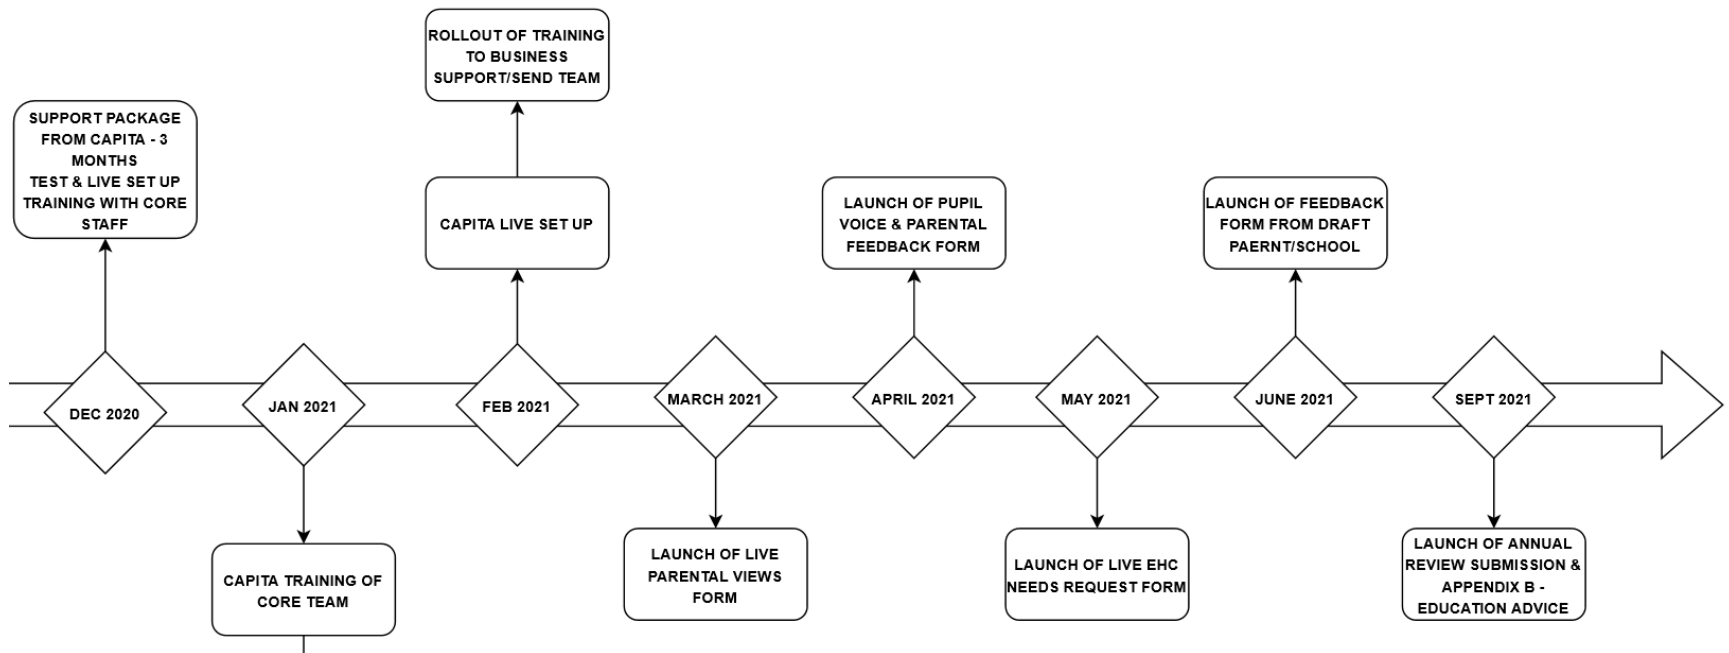 ROLLOUT OF TRAINING
TO BUSINESS
SUPPORT/SEND TEAM
SUPPORT PACKAGE
FROM CAPITA - 3
MONTHS
TEST & LIVE SET UP
TRAINING WITH CORE
STAFF
CAPITA LIVE SET UP
LAUNCH OF PUPIL
VOICE & PARENTAL
FEEDBACK FORM
LAUNCH OF FEEDBACK
FORM FROM DRAFT
PAERNT/SCHOOL
DEC 2020
JAN 2021
FEB 2021
MARCH 2021
APRIL 2021
MAY 2021
JUNE 2021
SEPT 2021
CAPITA TRAINING OF
CORE TEAM
LAUNCH OF LIVE
PARENTAL VIEWS
FORM
LAUNCH OF LIVE EHC
NEEDS REQUEST FORM
LAUNCH OF ANNUAL
REVIEW SUBMISSION &
APPENDIX B -
EDUCATION ADVICE